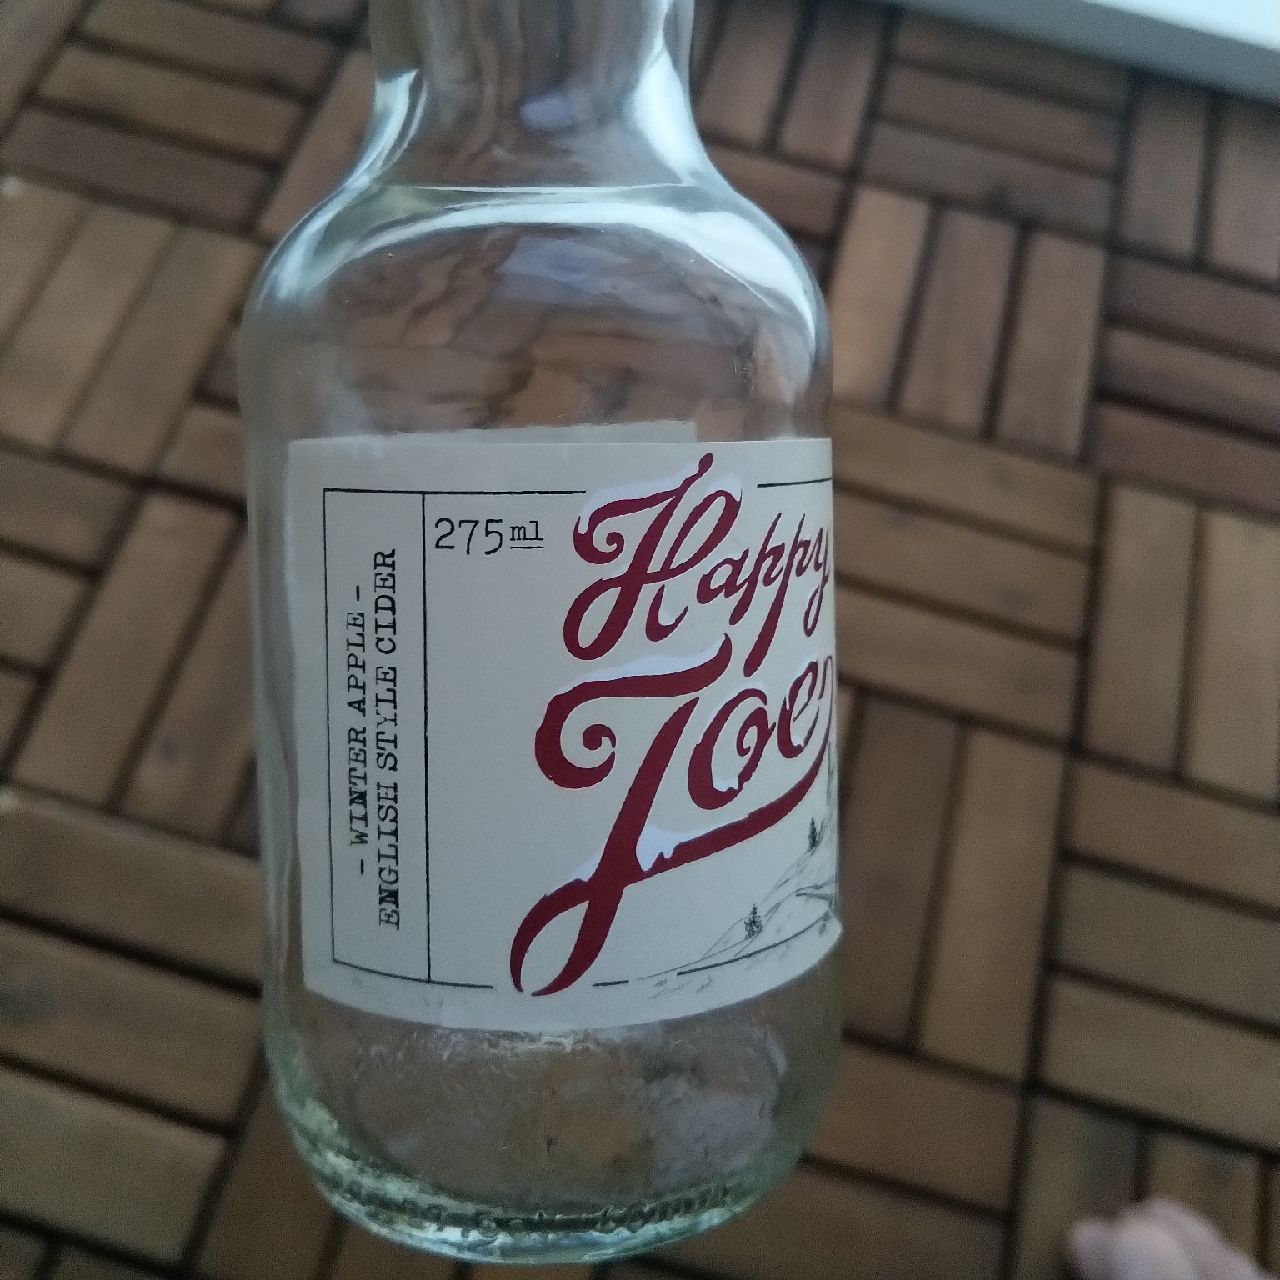 - WINTER APPLE -
ENGLISH STYLE CIDER
275ml
Happy
Joe